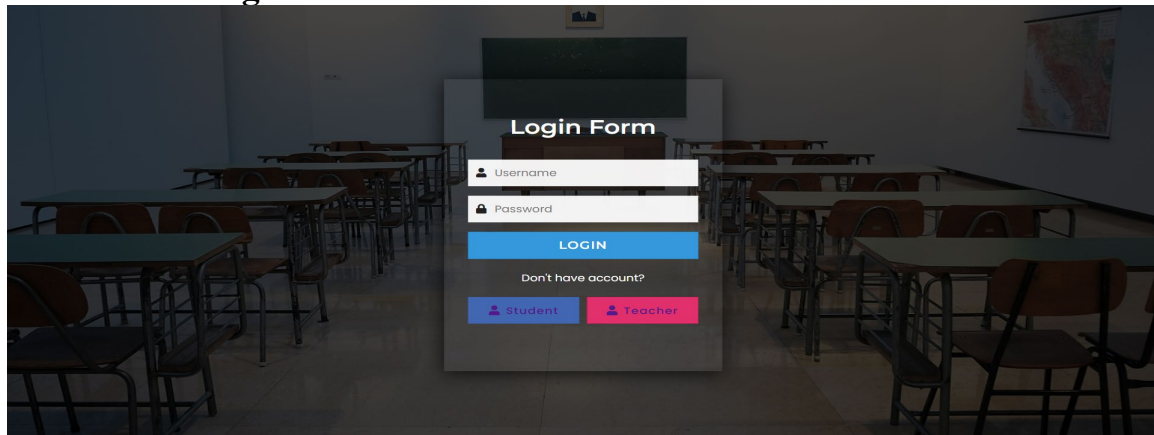 Login Form
Username
Password
LOGIN
Don't have account?
Student Teacher